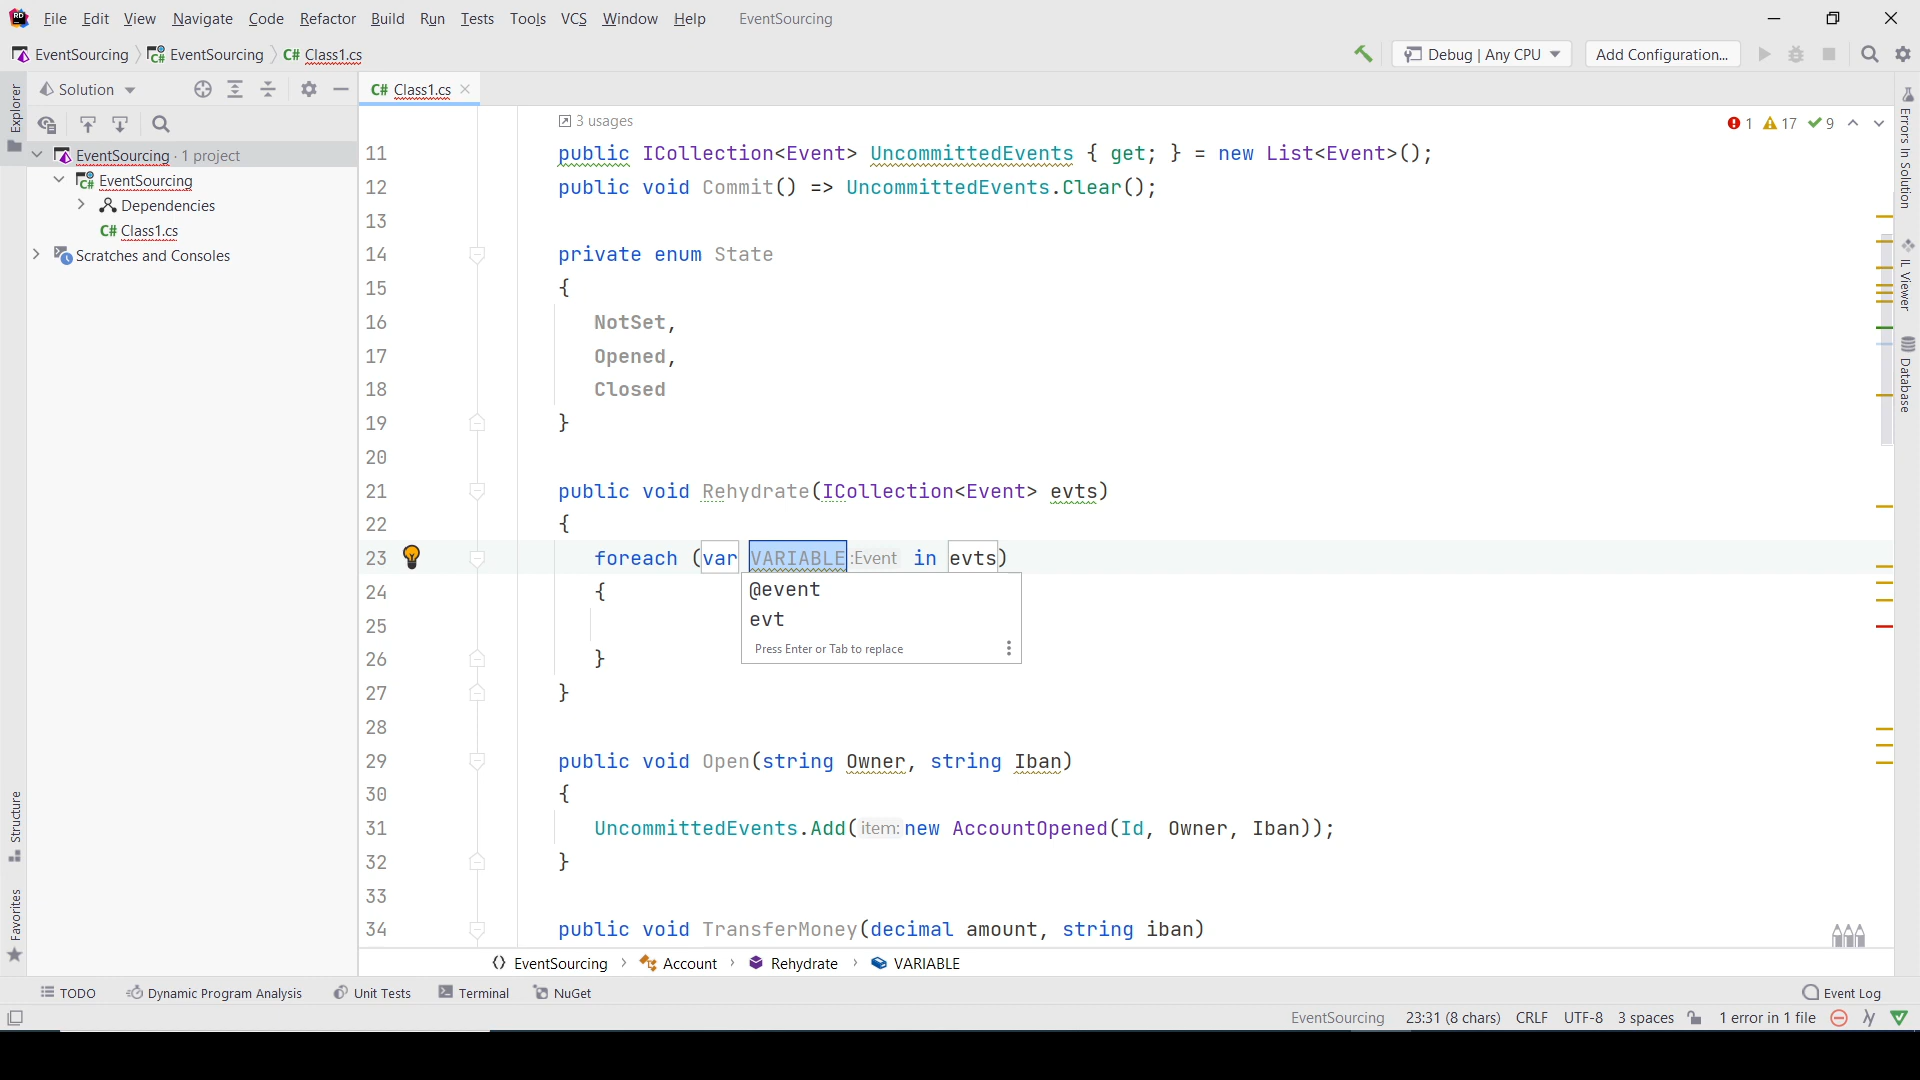 File Edit View Navigate Code Refactor Build Run Tests Tools VCS Window Help EventSourcing
EventSourcing EventSourcing C# Class1.cs Debug | Any CPU Add Configuration...
Solution C# Class1.cs
Explorer
EventSourcing · 1 project
EventSourcing
Dependencies
C# Class1.cs
Scratches and Consoles
Structure
Favorites
3 usages
1 17 9
11 public ICollection<Event> UncommittedEvents { get; } = new List<Event>();
12 public void Commit() => UncommittedEvents.Clear();
13
14 private enum State
15 {
16 NotSet,
17 Opened,
18 Closed
19 }
20
21 public void Rehydrate(ICollection<Event> evts)
22 {
23 foreach (var VARIABLE :Event in evts)
24 {
@event
evt
25
Press Enter or Tab to replace
26 }
27 }
28
29 public void Open(string Owner, string Iban)
30 {
31 UncommittedEvents.Add(item: new AccountOpened(Id, Owner, Iban));
32 }
33
34 public void TransferMoney(decimal amount, string iban)
Errors In Solution
IL Viewer
Database
EventSourcing Account Rehydrate VARIABLE
TODO Dynamic Program Analysis Unit Tests Terminal NuGet Event Log
EventSourcing 23:31 (8 chars) CRLF UTF-8 3 spaces 1 error in 1 file